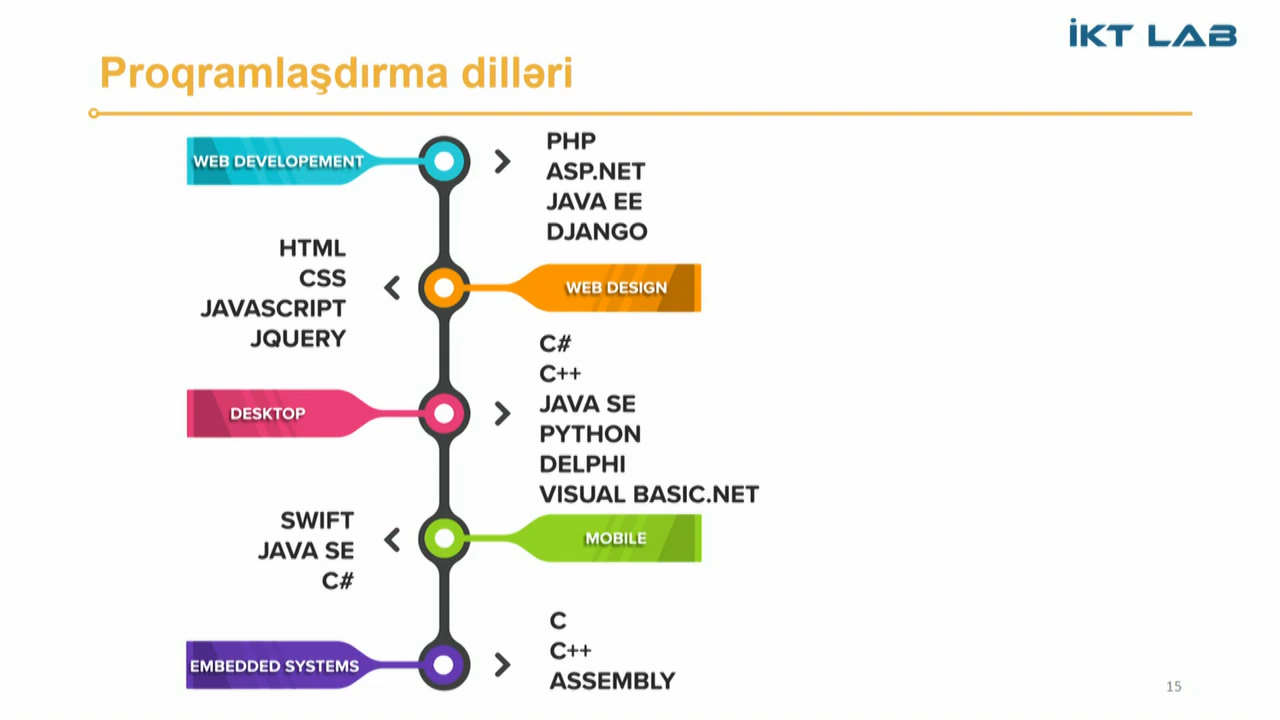 İKT LAB
Proqramlaşdırma dilləri
WEB DEVELOPEMENT
PHP
ASP.NET
JAVA EE
DJANGO
HTML
CSS
JAVASCRIPT
JQUERY
WEB DESIGN
DESKTOP
C#
C++
JAVA SE
PYTHON
DELPHI
VISUAL BASIC.NET
SWIFT
JAVA SE
C#
MOBILE
EMBEDDED SYSTEMS
C
C++
ASSEMBLY
15